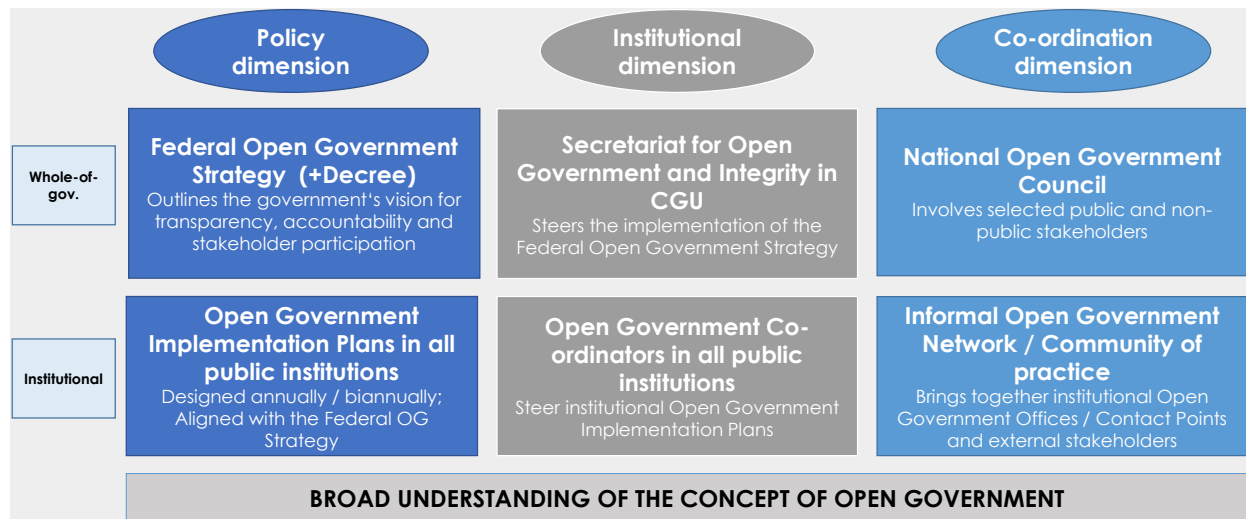 Policy
dimension
Institutional
dimension
Co-ordination
dimension
Whole-of-
gov.
Federal Open Government
Strategy (+Decree)
Outlines the government‘s vision for
transparency, accountability and
stakeholder participation
Secretariat for Open
Government and Integrity in
CGU
Steers the implementation of the
Federal Open Government Strategy
National Open Government
Council
Involves selected public and non-
public stakeholders
Institutional
Open Government
Implementation Plans in all
public institutions
Designed annually / biannually;
Aligned with the Federal OG
Strategy
Open Government Co-
ordinators in all public
institutions
Steer institutional Open Government
Implementation Plans
Informal Open Government
Network / Community of
practice
Brings together institutional Open
Government Offices / Contact Points
and external stakeholders
BROAD UNDERSTANDING OF THE CONCEPT OF OPEN GOVERNMENT